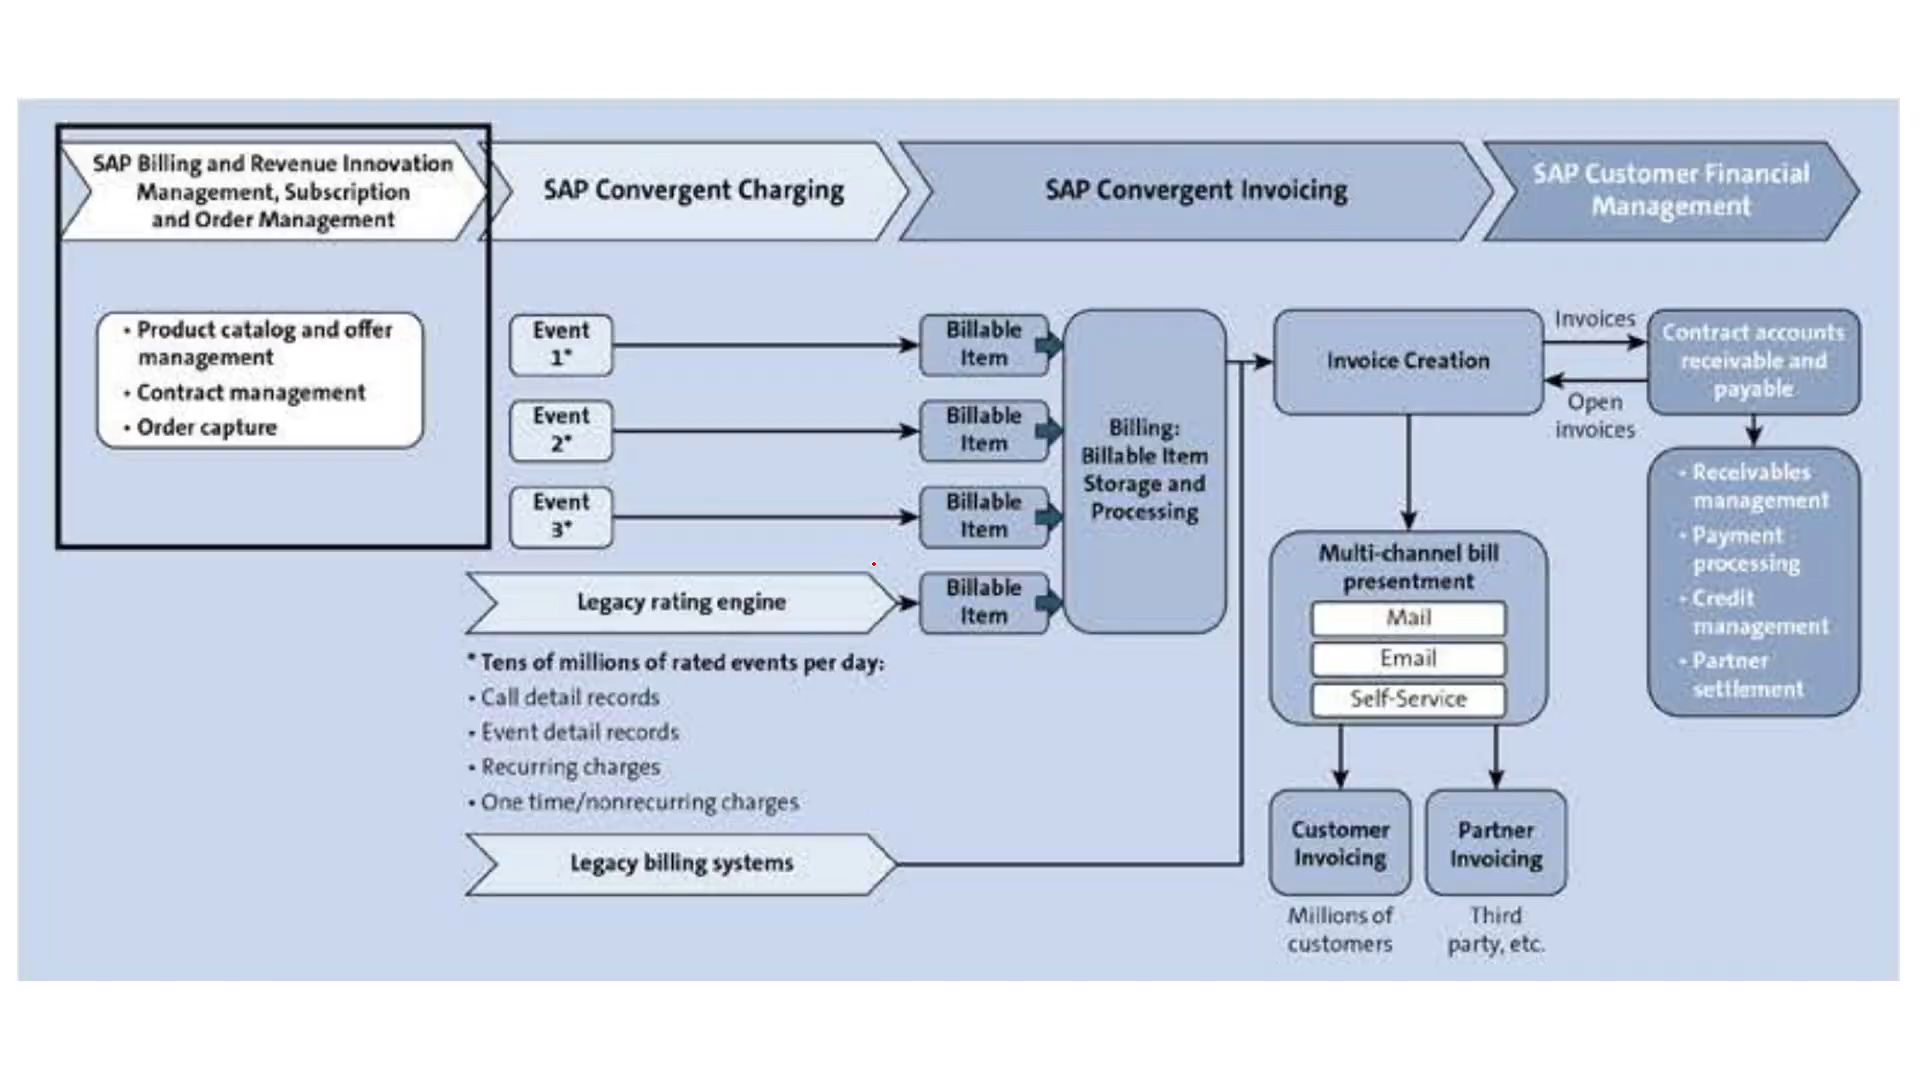 SAP Billing and Revenue Innovation
Management, Subscription
and Order Management
SAP Convergent Charging
SAP Convergent Invoicing
SAP Customer Financial
Management
• Product catalog and offer
management
• Contract management
• Order capture
Event
1*
Billable
Item
Event
2*
Billable
Item
Event
3*
Billable
Item
Legacy rating engine
Billable
Item
Billing:
Billable Item
Storage and
Processing
* Tens of millions of rated events per day:
• Call detail records
• Event detail records
• Recurring charges
• One time/nonrecurring charges
Legacy billing systems
Invoice Creation
Invoices
Open
invoices
Contract accounts
receivable and
payable
Multi-channel bill
presentment
Mail
Email
Self-Service
Customer
Invoicing
Millions of
customers
Partner
Invoicing
Third
party, etc.
• Receivables
management
• Payment
processing
• Credit
management
• Partner
settlement